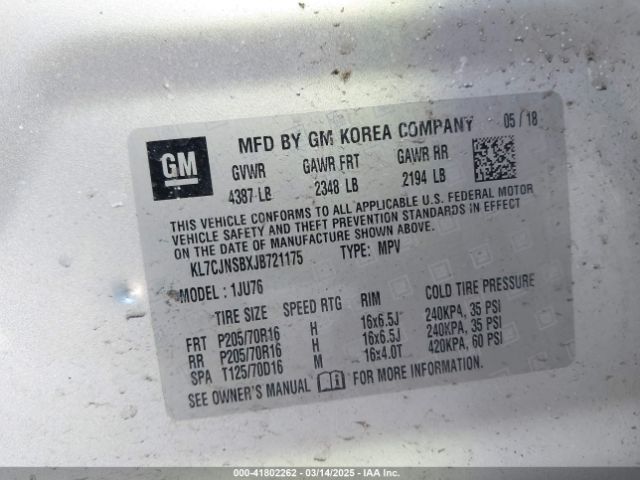 GM
MFD BY GM KOREA COMPANY 05/18
GVWR GAWR FRT GAWR RR
4387 LB 2348 LB 2194 LB
THIS VEHICLE CONFORMS TO ALL APPLICABLE U.S. FEDERAL MOTOR
VEHICLE SAFETY AND THEFT PREVENTION STANDARDS IN EFFECT
ON THE DATE OF MANUFACTURE SHOWN ABOVE.
KL7CJNSBXJB721175 TYPE: MPV
MODEL : 1JU76
TIRE SIZE SPEED RTG RIM COLD TIRE PRESSURE
FRT P205/70R16 H 16x6.5J 240KPA, 35 PSI
RR P205/70R16 H 16x6.5J 240KPA, 35 PSI
SPA T125/70D16 M 16x4.0T 420KPA, 60 PSI
SEE OWNER'S MANUAL FOR MORE INFORMATION.
000-41802262 - 03/14/2025 - IAA Inc.